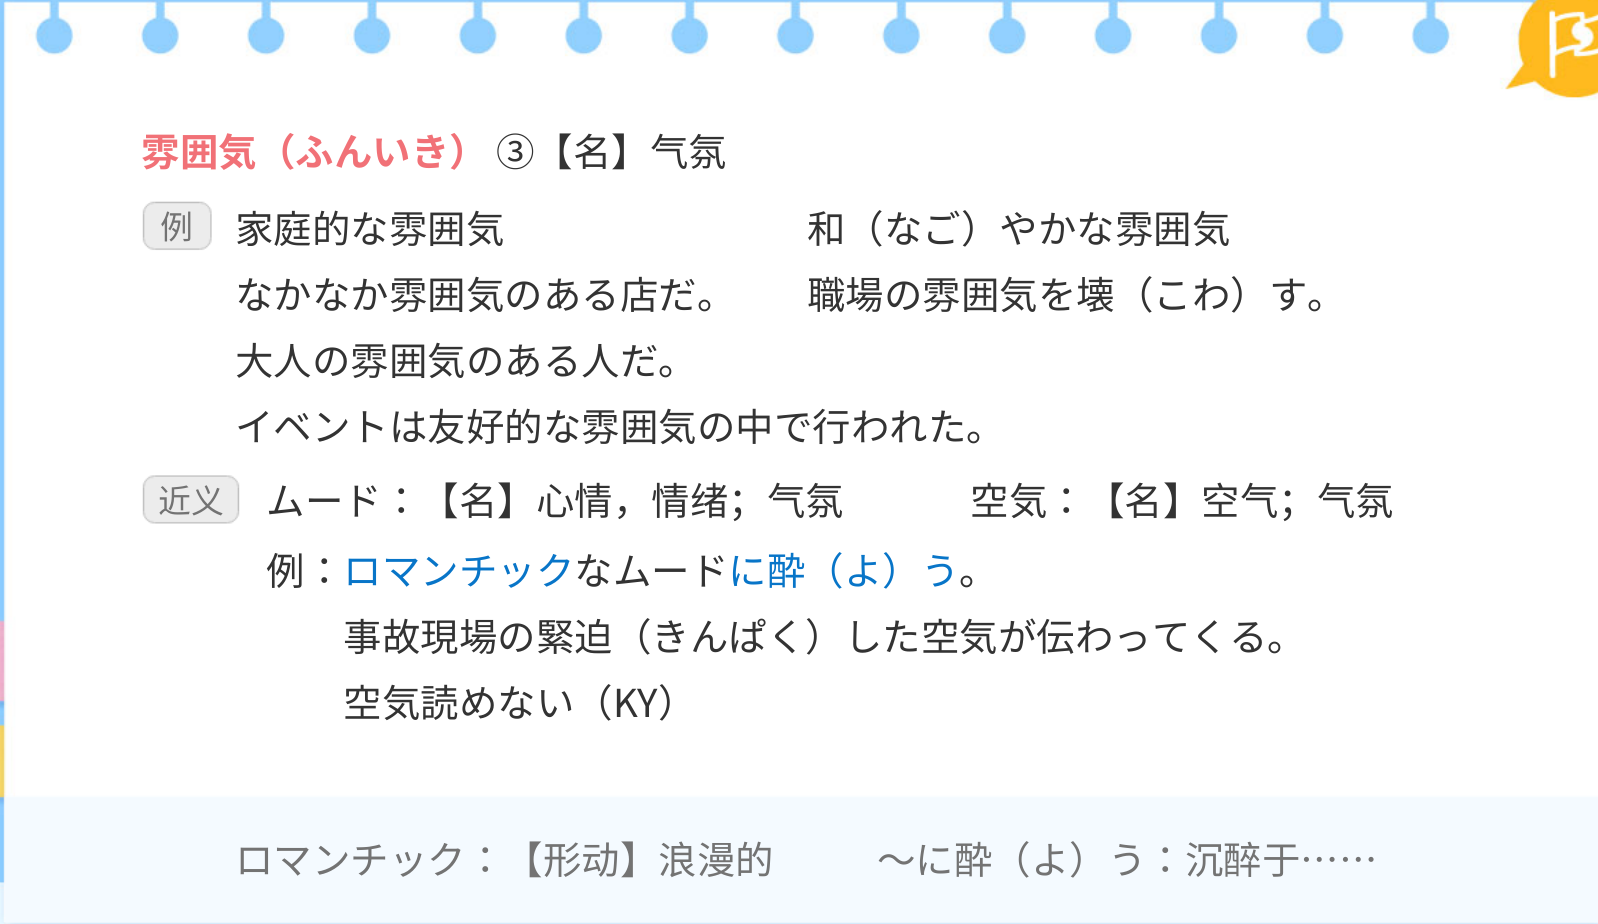 雰囲気（ふんいき）③【名】气氛
例 家庭的な雰囲気 和（なご）やかな雰囲気
なかなか雰囲気のある店だ。 職場の雰囲気を壊（こわ）す。
大人の雰囲気のある人だ。
イベントは友好的な雰囲気の中で行われた。
近义 ムード：【名】心情，情绪；气氛 空気：【名】空气；气氛
例：ロマンチックなムードに酔（よ）う。
事故現場の緊迫（きんぱく）した空気が伝わってくる。
空気読めない（KY）
ロマンチック：【形动】浪漫的 〜に酔（よ）う：沉醉于……